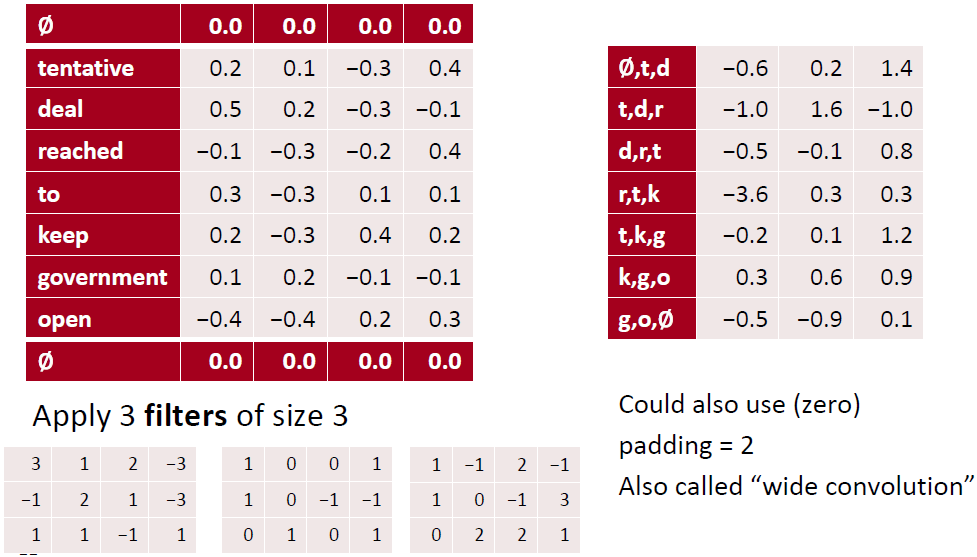 Ø 0.0 0.0 0.0 0.0
tentative 0.2 0.1 −0.3 0.4
deal 0.5 0.2 −0.3 −0.1
reached −0.1 −0.3 −0.2 0.4
to 0.3 −0.3 0.1 0.1
keep 0.2 −0.3 0.4 0.2
government 0.1 0.2 −0.1 −0.1
open −0.4 −0.4 0.2 0.3
Ø 0.0 0.0 0.0 0.0
Apply 3 filters of size 3
3 1 2 −3
−1 2 1 −3
1 1 −1 1
1 0 0 1
1 0 −1 −1
0 1 0 1
1 −1 2 −1
1 0 −1 3
0 2 2 1
Ø,t,d −0.6 0.2 1.4
t,d,r −1.0 1.6 −1.0
d,r,t −0.5 −0.1 0.8
r,t,k −3.6 0.3 0.3
t,k,g −0.2 0.1 1.2
k,g,o 0.3 0.6 0.9
g,o,Ø −0.5 −0.9 0.1
Could also use (zero)
padding = 2
Also called “wide convolution”